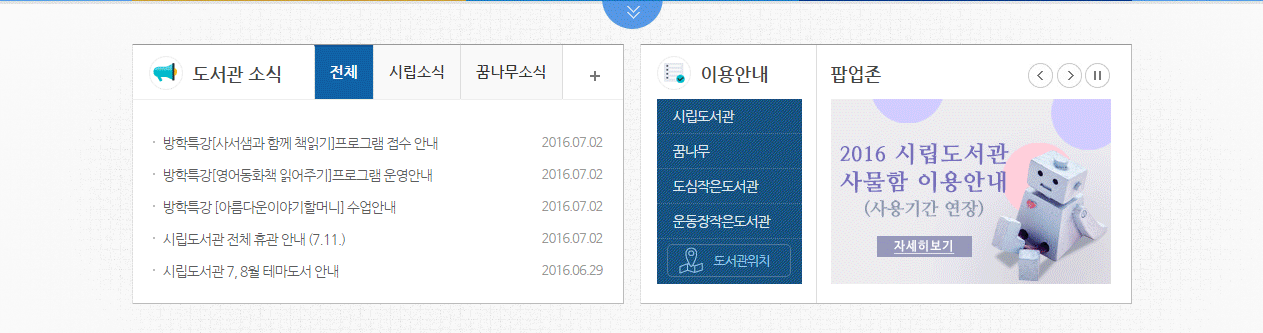 도서관 소식
전체
시립소식
꿈나무소식
+
방학특강[사서샘과 함께 책읽기]프로그램 접수 안내 2016.07.02
방학특강[영어동화책 읽어주기]프로그램 운영안내 2016.07.02
방학특강 [아름다운이야기할머니] 수업안내 2016.07.02
시립도서관 전체 휴관 안내 (7.11.) 2016.07.02
시립도서관 7, 8월 테마도서 안내 2016.06.29
이용안내
시립도서관
꿈나무
도심작은도서관
운동장작은도서관
도서관위치
팝업존
2016 시립도서관
사물함 이용안내
(사용기간 연장)
자세히보기